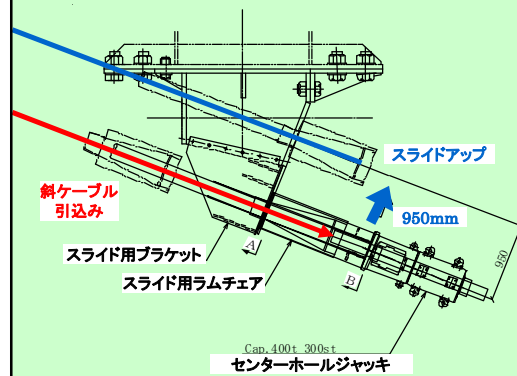 スライドアップ
斜ケーブル
引込み
950mm
スライド用ブラケット
A
スライド用ラムチェア
B
950
Cap.400t 300st
センターホールジャッキ